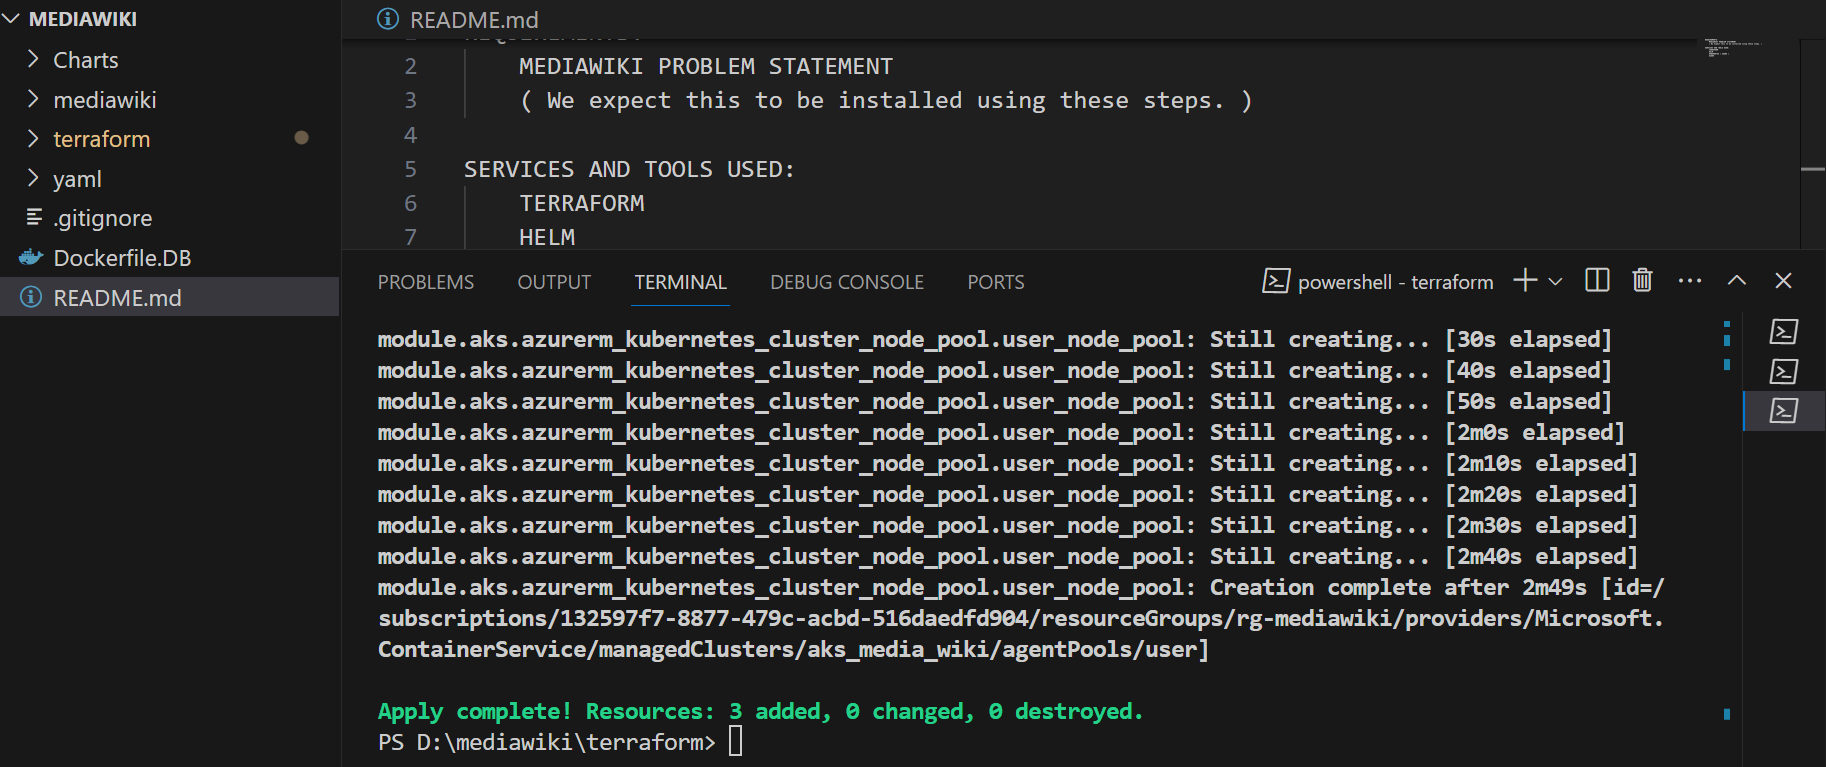 MEDIAWIKI
Charts
mediawiki
terraform
yaml
.gitignore
Dockerfile.DB
README.md
README.md
2 MEDIAWIKI PROBLEM STATEMENT
3 ( We expect this to be installed using these steps. )
4
5 SERVICES AND TOOLS USED:
6 TERRAFORM
7 HELM
PROBLEMS OUTPUT TERMINAL DEBUG CONSOLE PORTS powershell - terraform
module.aks.azurerm_kubernetes_cluster_node_pool.user_node_pool: Still creating... [30s elapsed]
module.aks.azurerm_kubernetes_cluster_node_pool.user_node_pool: Still creating... [40s elapsed]
module.aks.azurerm_kubernetes_cluster_node_pool.user_node_pool: Still creating... [50s elapsed]
module.aks.azurerm_kubernetes_cluster_node_pool.user_node_pool: Still creating... [2m0s elapsed]
module.aks.azurerm_kubernetes_cluster_node_pool.user_node_pool: Still creating... [2m10s elapsed]
module.aks.azurerm_kubernetes_cluster_node_pool.user_node_pool: Still creating... [2m20s elapsed]
module.aks.azurerm_kubernetes_cluster_node_pool.user_node_pool: Still creating... [2m30s elapsed]
module.aks.azurerm_kubernetes_cluster_node_pool.user_node_pool: Still creating... [2m40s elapsed]
module.aks.azurerm_kubernetes_cluster_node_pool.user_node_pool: Creation complete after 2m49s [id=/
subscriptions/132597f7-8877-479c-acbd-516daedfd904/resourceGroups/rg-mediawiki/providers/Microsoft.
ContainerService/managedClusters/aks_media_wiki/agentPools/user]
Apply complete! Resources: 3 added, 0 changed, 0 destroyed.
PS D:\mediawiki\terraform>